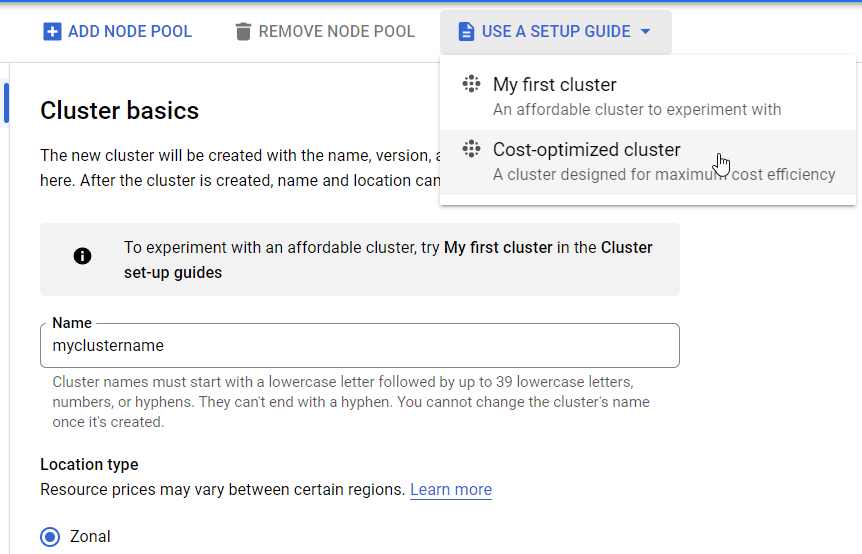 ADD NODE POOL
REMOVE NODE POOL
USE A SETUP GUIDE
My first cluster
An affordable cluster to experiment with
Cost-optimized cluster
A cluster designed for maximum cost efficiency
Cluster basics
The new cluster will be created with the name, version,
here. After the cluster is created, name and location can
To experiment with an affordable cluster, try My first cluster in the Cluster
set-up guides
Name
myclustername
Cluster names must start with a lowercase letter followed by up to 39 lowercase letters,
numbers, or hyphens. They can't end with a hyphen. You cannot change the cluster's name
once it's created.
Location type
Resource prices may vary between certain regions. Learn more
Zonal